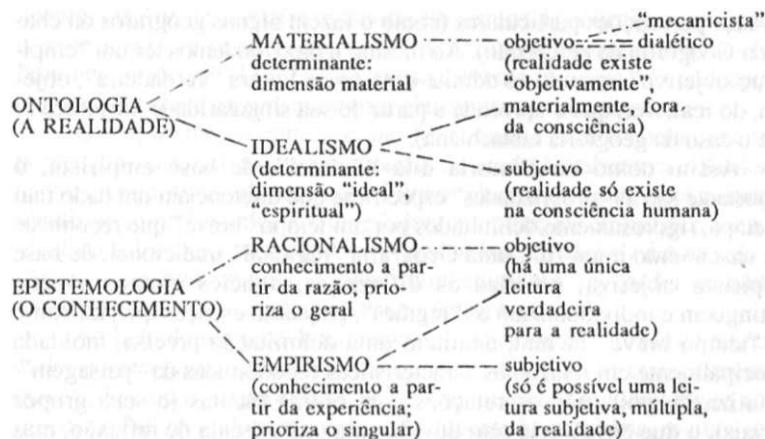 “mecanicista”
MATERIALISMO objetivo dialético
determinante: (realidade existe
dimensão material “objetivamente”,
ONTOLOGIA materialmente, fora
(A REALIDADE) da consciência)
IDEALISMO
(determinante: subjetivo
dimensão “ideal”, (realidade só existe
“espiritual”) na consciência humana)
RACIONALISMO objetivo
conhecimento a par- (há uma única
EPISTEMOLOGIA tir da razão; prio- leitura
(O CONHECIMENTO) riza o geral verdadeira
para a realidade)
EMPIRISMO subjetivo
(conhecimento a par- (só é possível uma lei-
tir da experiência; tura subjetiva, múltipla,
prioriza o singular) da realidade)